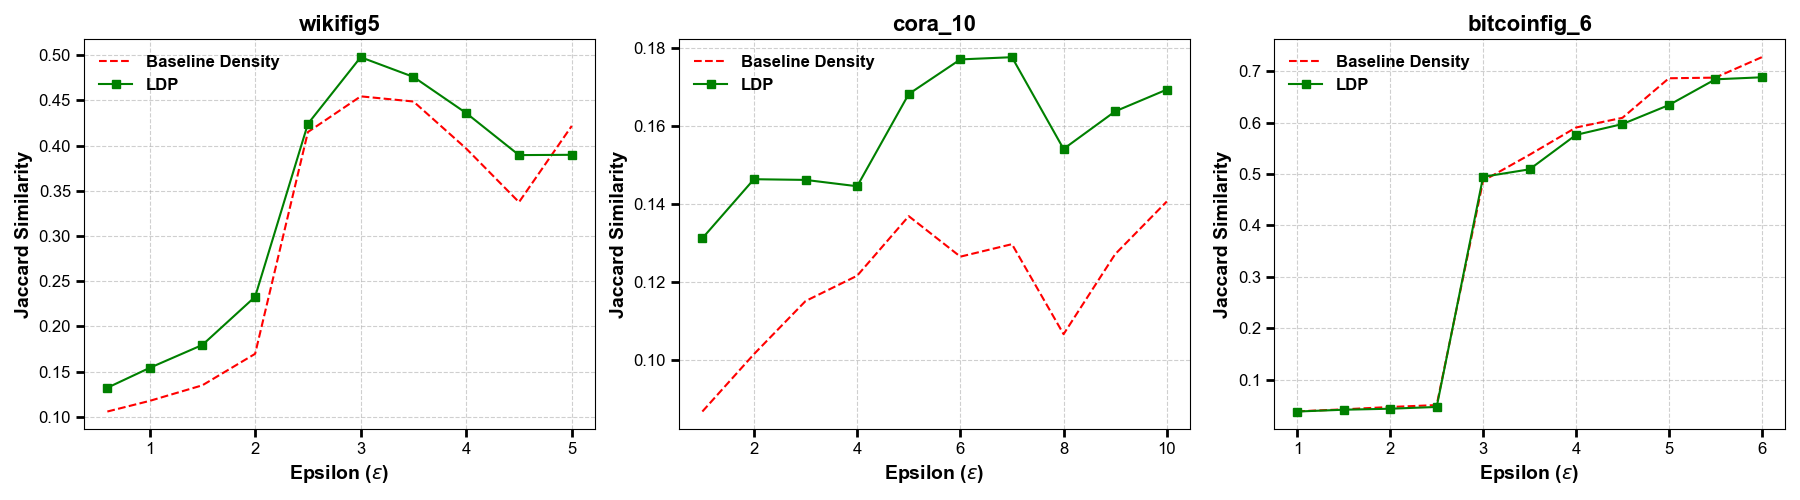 wikifig5
Baseline Density
LDP
Jaccard Similarity
0.50
0.45
0.40
0.35
0.30
0.25
0.20
0.15
0.10
1 2 3 4 5
Epsilon (ε)
cora_10
Baseline Density
LDP
Jaccard Similarity
0.18
0.16
0.14
0.12
0.10
2 4 6 8 10
Epsilon (ε)
bitcoinfig_6
Baseline Density
LDP
Jaccard Similarity
0.7
0.6
0.5
0.4
0.3
0.2
0.1
1 2 3 4 5 6
Epsilon (ε)